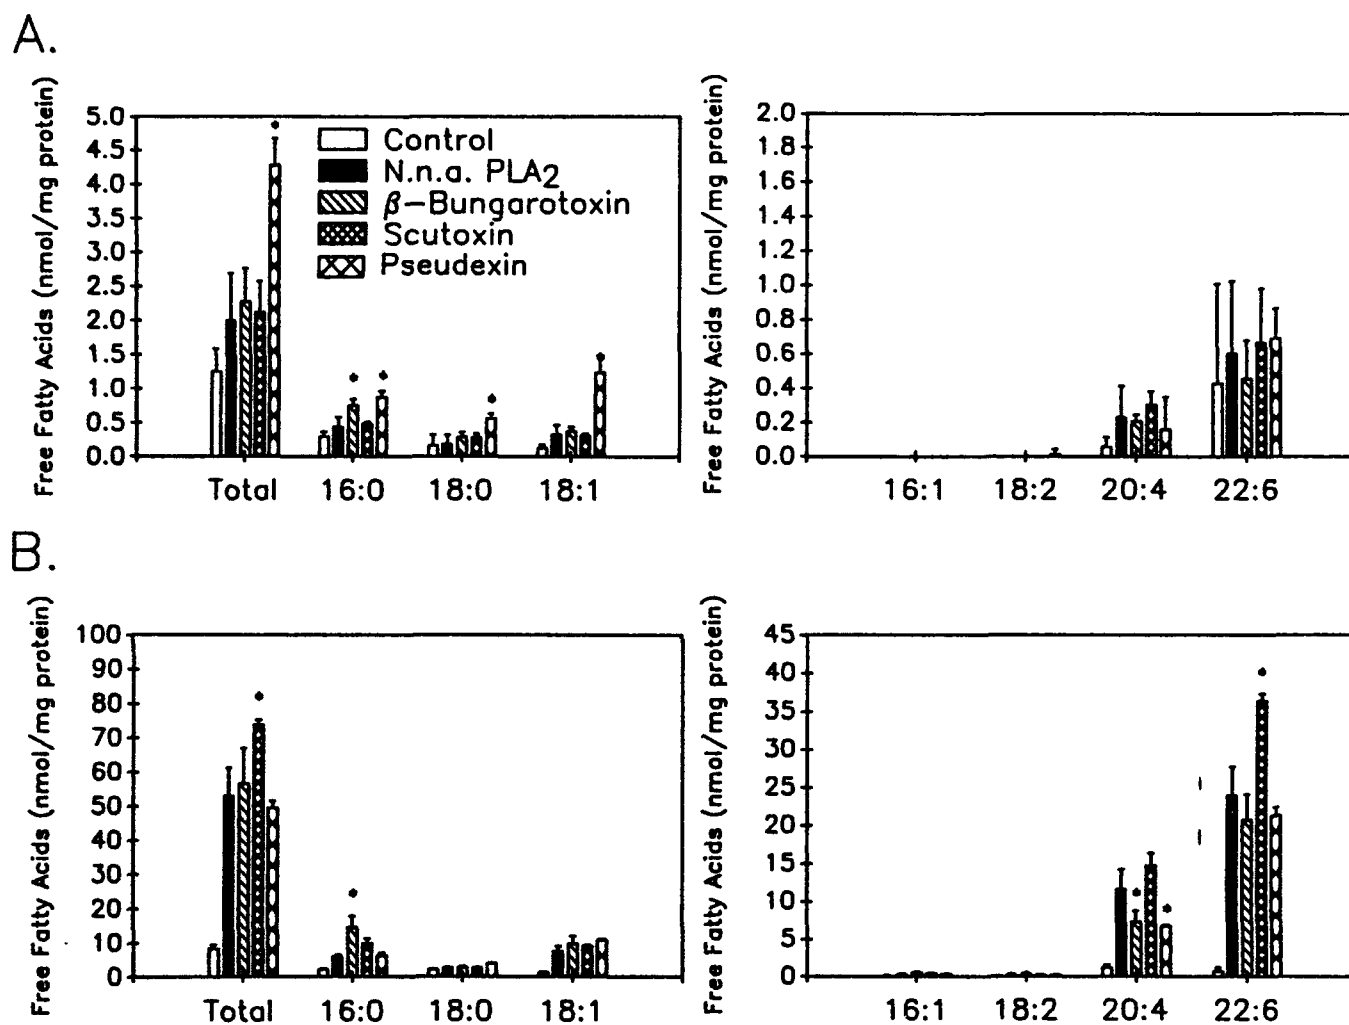 A.
Free Fatty Acids (nmol/mg protein)
5.0
4.5
4.0
3.5
3.0
2.5
2.0
1.5
1.0
0.5
0.0
Control
N.n.a. PLA2
β-Bungarotoxin
Scutoxin
Pseudexin
Total 16:0 18:0 18:1
Free Fatty Acids (nmol/mg protein)
2.0
1.8
1.6
1.4
1.2
1.0
0.8
0.6
0.4
0.2
0.0
16:1 18:2 20:4 22:6
B.
Free Fatty Acids (nmol/mg protein)
100
90
80
70
60
50
40
30
20
10
0
Total 16:0 18:0 18:1
Free Fatty Acids (nmol/mg protein)
45
40
35
30
25
20
15
10
5
0
16:1 18:2 20:4 22:6